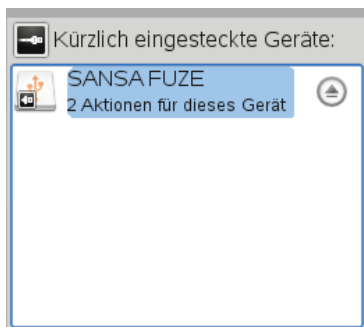 Kürzlich eingesteckte Geräte:
SANSA FUZE
2 Aktionen für dieses Gerät